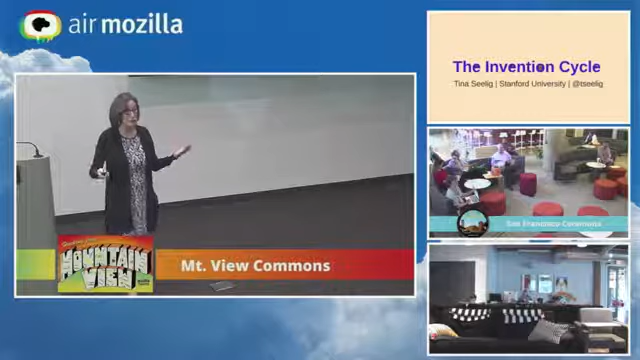 air mozilla
The Invention Cycle
Tina Seelig | Stanford University | @tseelig
San Francisco Commons
MOUNTAIN
VIEW
Mt. View Commons